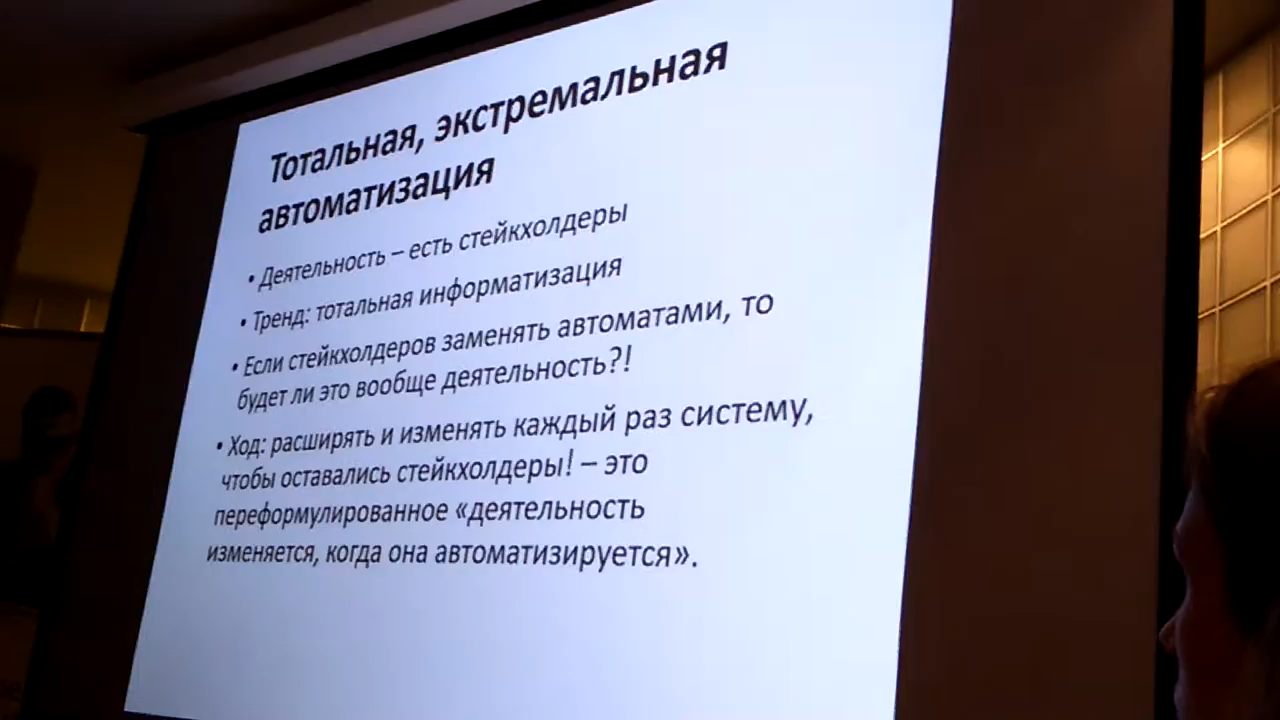 Тотальная, экстремальная
автоматизация
• Деятельность – есть стейкхолдеры
• Тренд: тотальная информатизация
• Если стейкхолдеров заменять автоматами, то
будет ли это вообще деятельность?!
• Ход: расширять и изменять каждый раз систему,
чтобы оставались стейкхолдеры! – это
переформулированное «деятельность
изменяется, когда она автоматизируется».